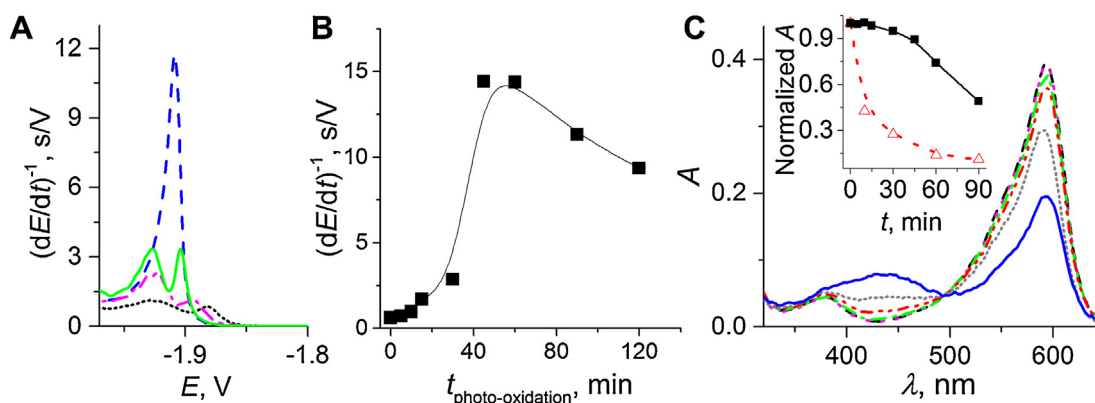 A
(dE/dt)⁻¹, s/V
12
9
6
3
0
-1.9
-1.8
E, V
B
(dE/dt)⁻¹, s/V
15
10
5
0
0
40
80
120
t photo-oxidation, min
C
A
0.4
0.2
0.0
400
500
600
λ, nm
Normalized A
0.9
0.6
0.3
0
30
60
90
t, min